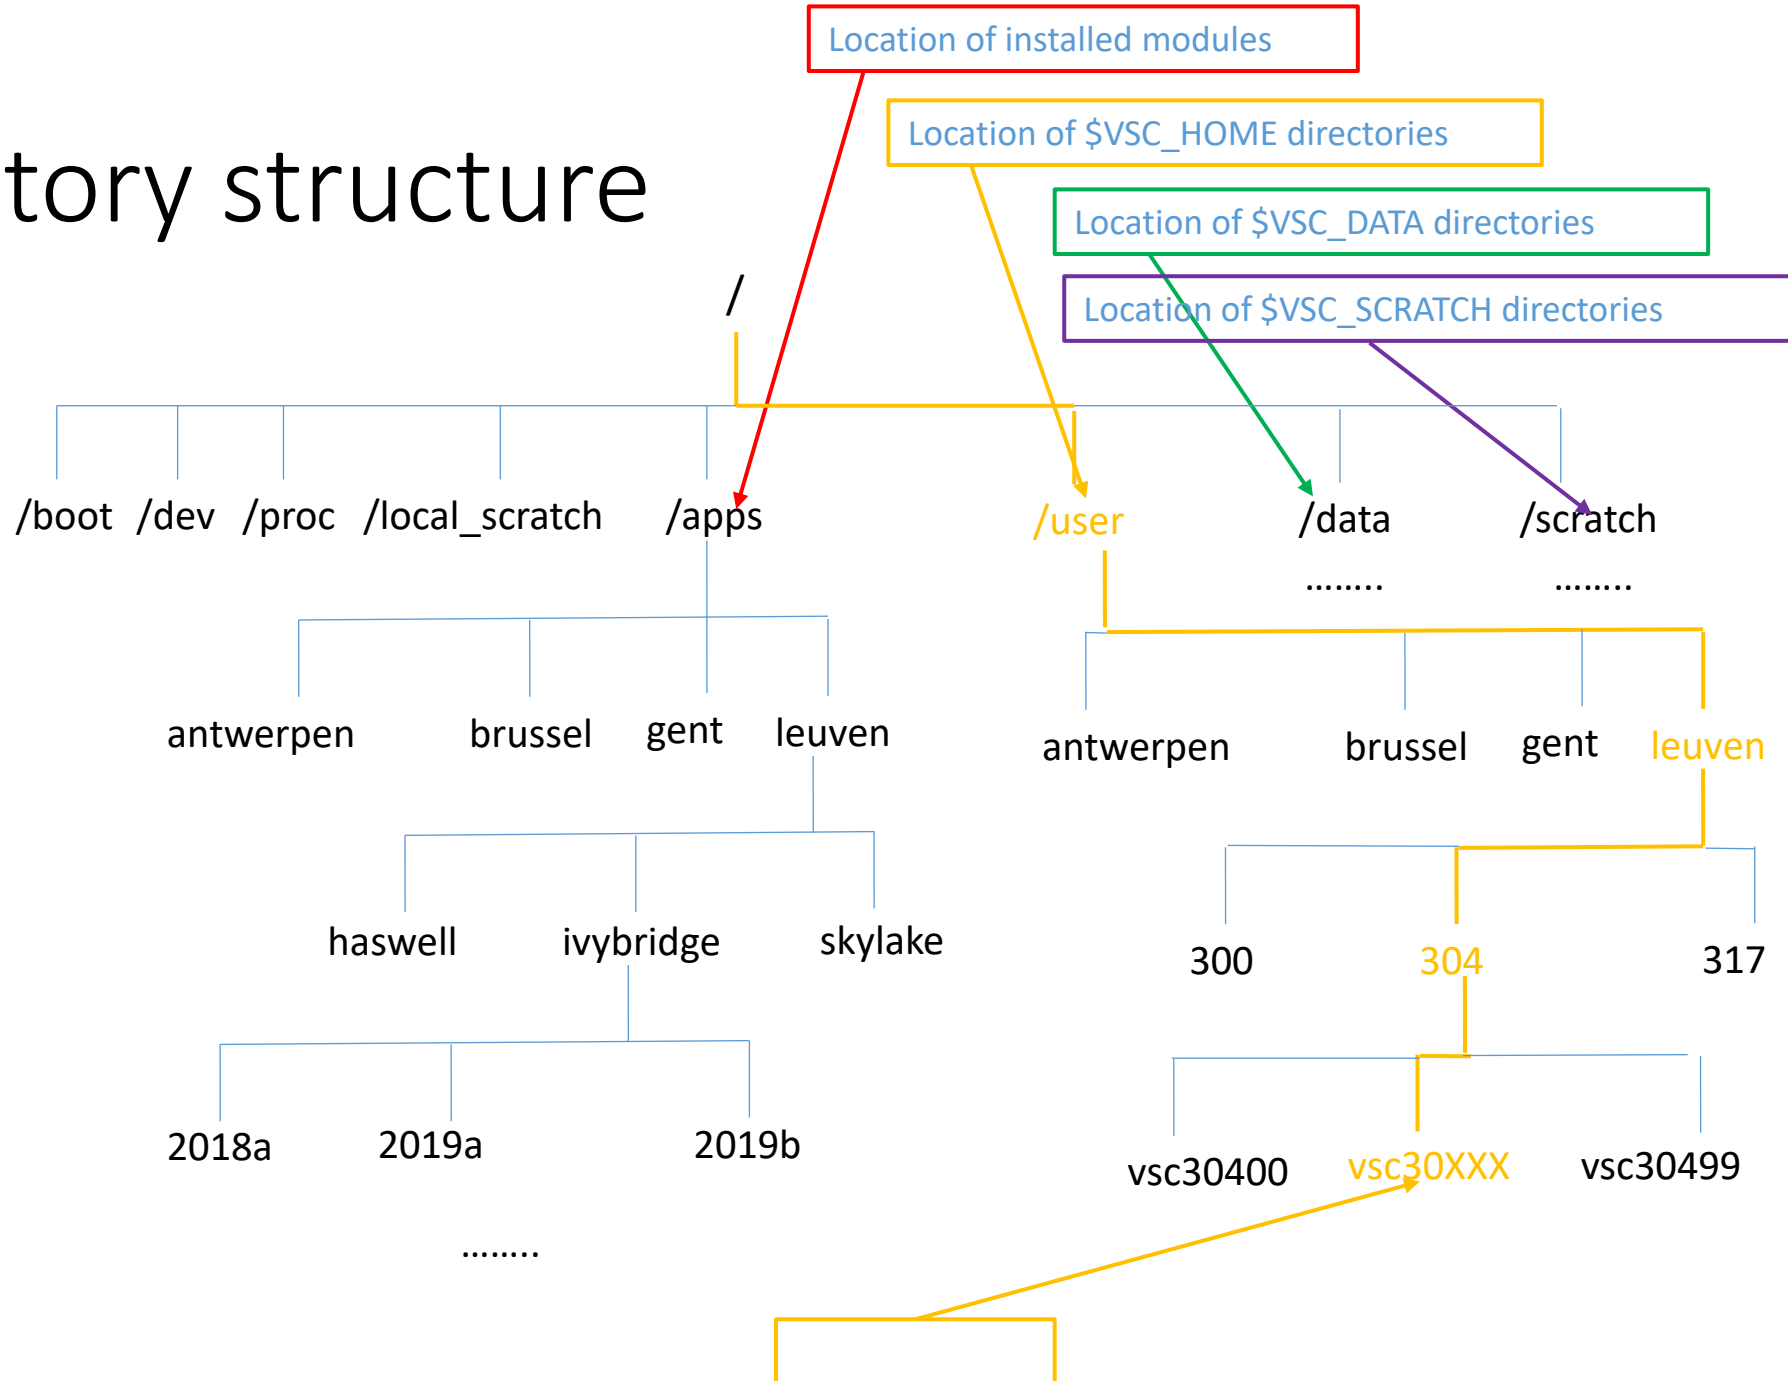 Location of installed modules
Location of $VSC_HOME directories
tory structure
Location of $VSC_DATA directories
/
Location of $VSC_SCRATCH directories
/boot /dev /proc /local_scratch /apps /user /data /scratch
…….. ……..
antwerpen brussel gent leuven antwerpen brussel gent leuven
haswell ivybridge skylake 300 304 317
2018a 2019a 2019b vsc30400 vsc30XXX vsc30499
……..